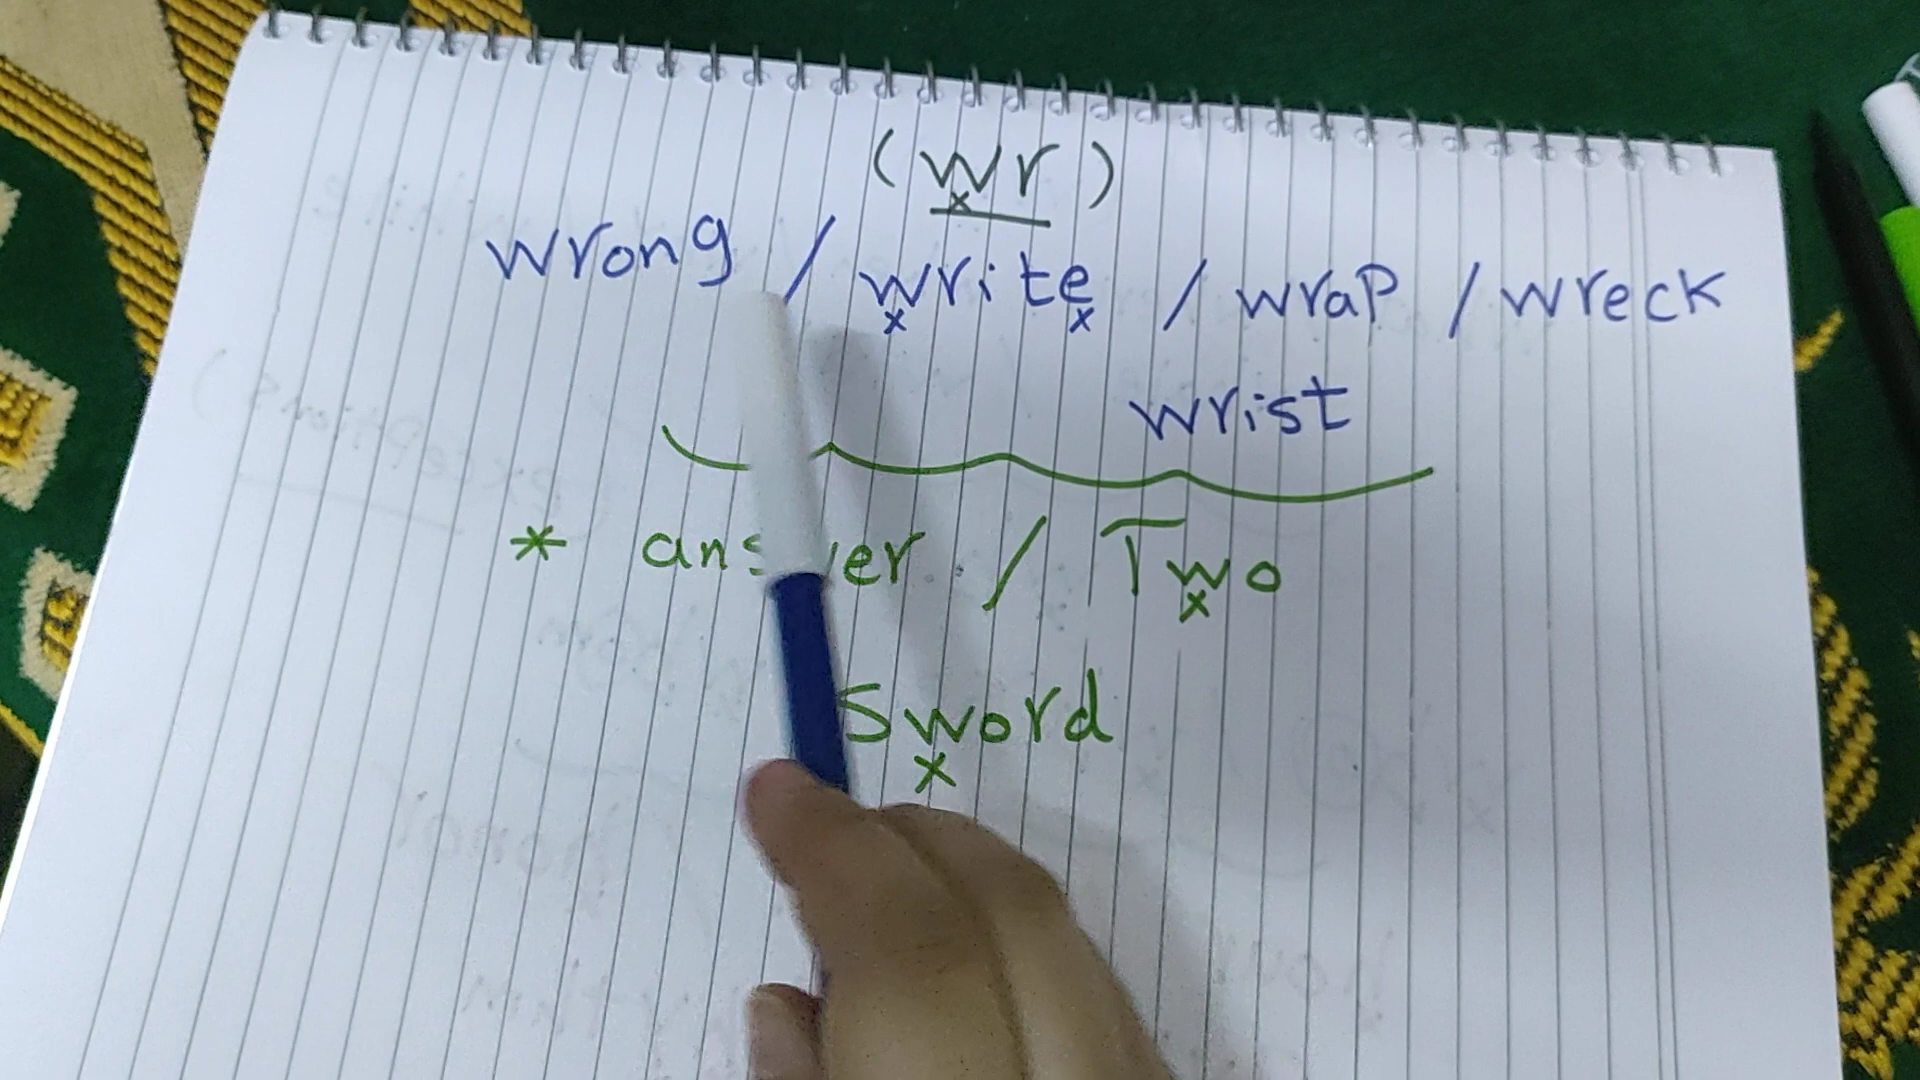 (wr)
wrong / write / wrap / wreck
wrist
* answer / Two
Sword